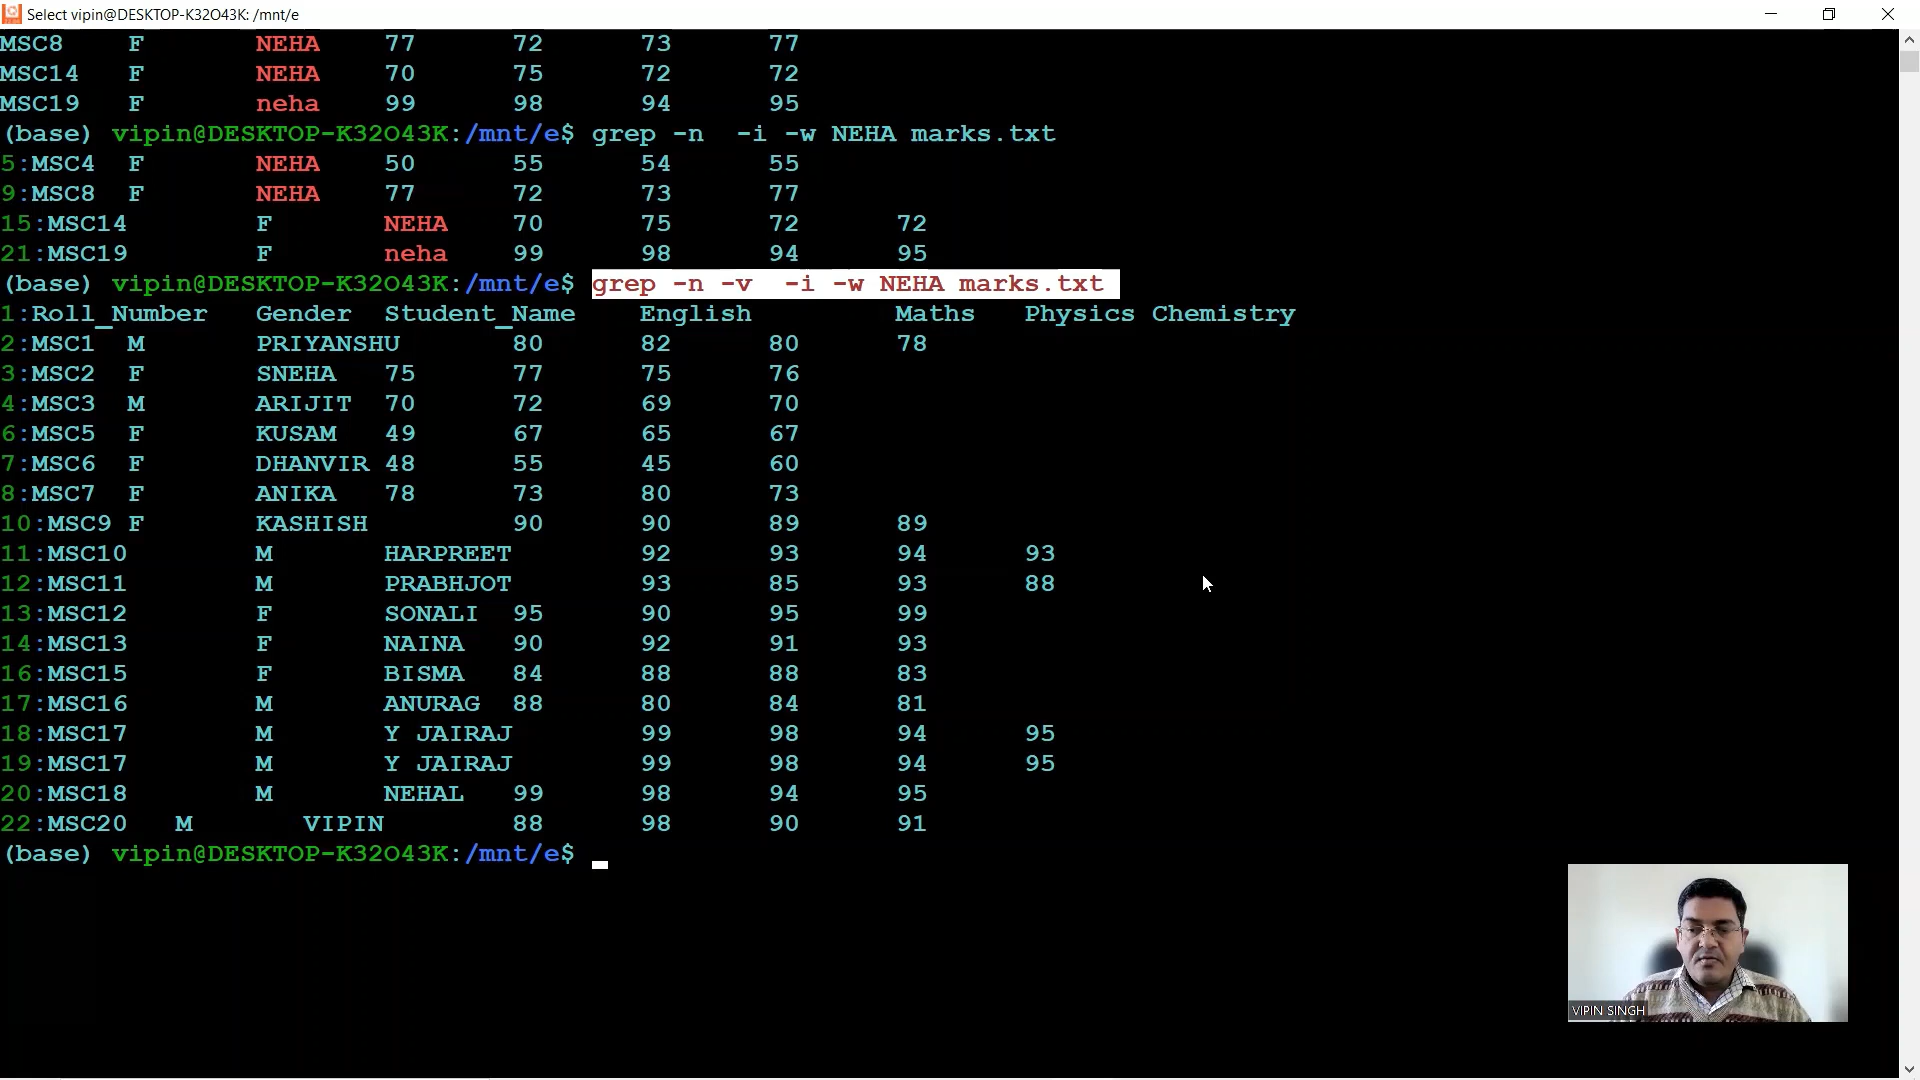 Select vipin@DESKTOP-K32O43K: /mnt/e
MSC8 F NEHA 77 72 73 77
MSC14 F NEHA 70 75 72 72
MSC19 F neha 99 98 94 95
(base) vipin@DESKTOP-K32O43K:/mnt/e$ grep -n  -i -w NEHA marks.txt
5:MSC4 F NEHA 50 55 54 55
9:MSC8 F NEHA 77 72 73 77
15:MSC14 F NEHA 70 75 72 72
21:MSC19 F neha 99 98 94 95
(base) vipin@DESKTOP-K32O43K:/mnt/e$ grep -n -v  -i -w NEHA marks.txt
1:Roll_Number Gender Student_Name English Maths Physics Chemistry
2:MSC1 M PRIYANSHU 80 82 80 78
3:MSC2 F SNEHA 75 77 75 76
4:MSC3 M ARIJIT 70 72 69 70
6:MSC5 F KUSAM 49 67 65 67
7:MSC6 F DHANVIR 48 55 45 60
8:MSC7 F ANIKA 78 73 80 73
10:MSC9 F KASHISH 90 90 89 89
11:MSC10 M HARPREET 92 93 94 93
12:MSC11 M PRABHJOT 93 85 93 88
13:MSC12 F SONALI 95 90 95 99
14:MSC13 F NAINA 90 92 91 93
16:MSC15 F BISMA 84 88 88 83
17:MSC16 M ANURAG 88 80 84 81
18:MSC17 M Y JAIRAJ 99 98 94 95
19:MSC17 M Y JAIRAJ 99 98 94 95
20:MSC18 M NEHAL 99 98 94 95
22:MSC20 M VIPIN 88 98 90 91
(base) vipin@DESKTOP-K32O43K:/mnt/e$
VIPIN SINGH